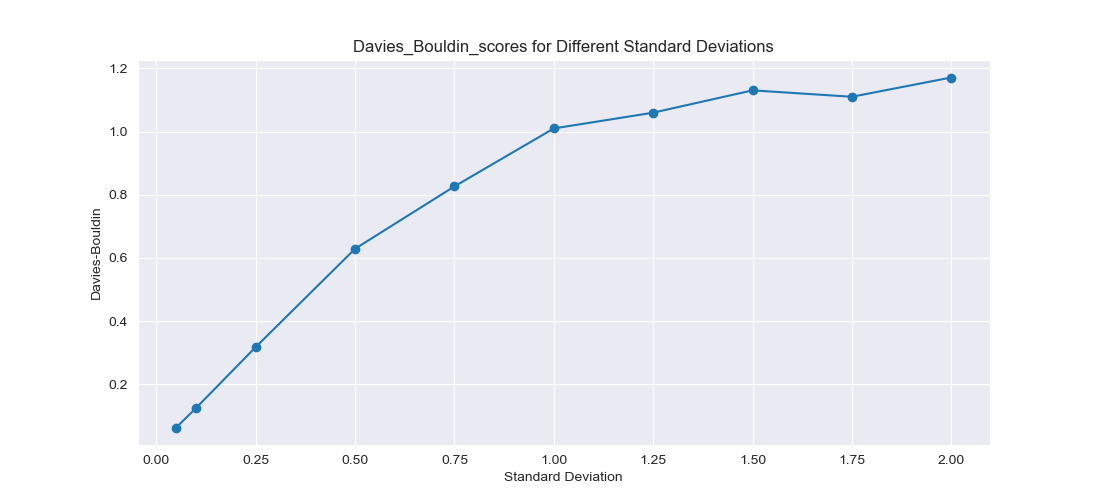 Davies_Bouldin_scores for Different Standard Deviations
1.2
1.0
0.8
0.6
0.4
0.2
Davies-Bouldin
0.00 0.25 0.50 0.75 1.00 1.25 1.50 1.75 2.00
Standard Deviation